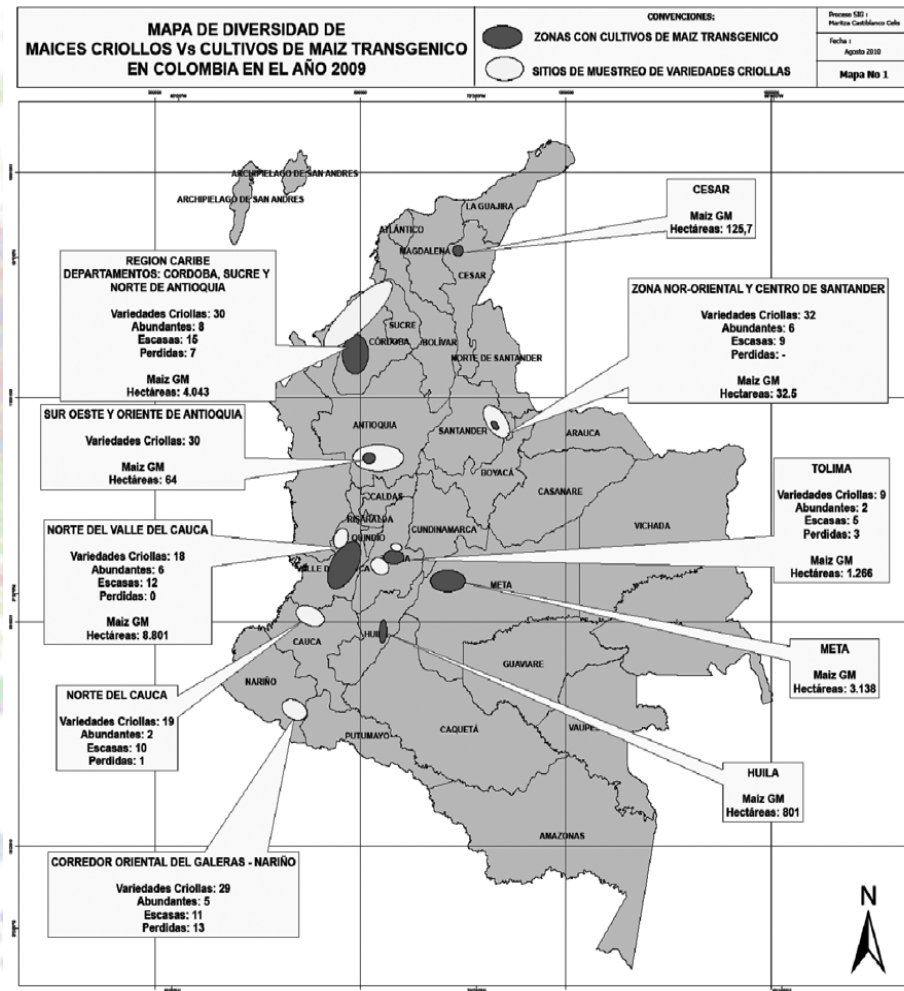 MAPA DE DIVERSIDAD DE
MAICES CRIOLLOS Vs CULTIVOS DE MAIZ TRANSGENICO
EN COLOMBIA EN EL AÑO 2009
CONVENCIONES:
ZONAS CON CULTIVOS DE MAIZ TRANSGENICO
SITIOS DE MUESTREO DE VARIEDADES CRIOLLAS
Proceso SIG :
Maritza Castiblanco Celis
Fecha :
Agosto 2010
Mapa No 1
ARCHIPIELAGO DE SAN ANDRES
ARCHIPIELAGO DE SAN ANDRES
LA GUAJIRA
ATLÁNTICO
MAGDALENA
CESAR
SUCRE
CÓRDOBA
BOLÍVAR
NORTE DE SANTANDER
ANTIOQUIA
SANTANDER
ARAUCA
BOYACÁ
CASANARE
CALDAS
RISARALDA
CUNDINAMARCA
VICHADA
QUINDIO
META
CAUCA
GUAVIARE
NARIÑO
CAQUETÁ
PUTUMAYO
AMAZONAS
CESAR
Maiz GM
Hectáreas: 125,7
REGION CARIBE
DEPARTAMENTOS: CORDOBA, SUCRE Y
NORTE DE ANTIOQUIA
Variedades Criollas: 30
Abundantes: 8
Escasas: 15
Perdidas: 7
Maiz GM
Hectáreas: 4.043
ZONA NOR-ORIENTAL Y CENTRO DE SANTANDER
Variedades Criollas: 32
Abundantes: 6
Escasas: 9
Perdidas: -
Maiz GM
Hectareas: 32.5
SUR OESTE Y ORIENTE DE ANTIOQUIA
Variedades Criollas: 30
Maiz GM
Hectáreas: 64
TOLIMA
Variedades Criollas: 9
Abundantes: 2
Escasas: 5
Perdidas: 3
Maiz GM
Hectáreas: 1.266
NORTE DEL VALLE DEL CAUCA
Variedades Criollas: 18
Abundantes: 6
Escasas: 12
Perdidas: 0
Maiz GM
Hectáreas: 8.801
META
Maiz GM
Hectáreas: 3.138
NORTE DEL CAUCA
Variedades Criollas: 19
Abundantes: 2
Escasas: 10
Perdidas: 1
HUILA
Maiz GM
Hectáreas: 801
CORREDOR ORIENTAL DEL GALERAS - NARIÑO
Variedades Criollas: 29
Abundantes: 5
Escasas: 11
Perdidas: 13
N